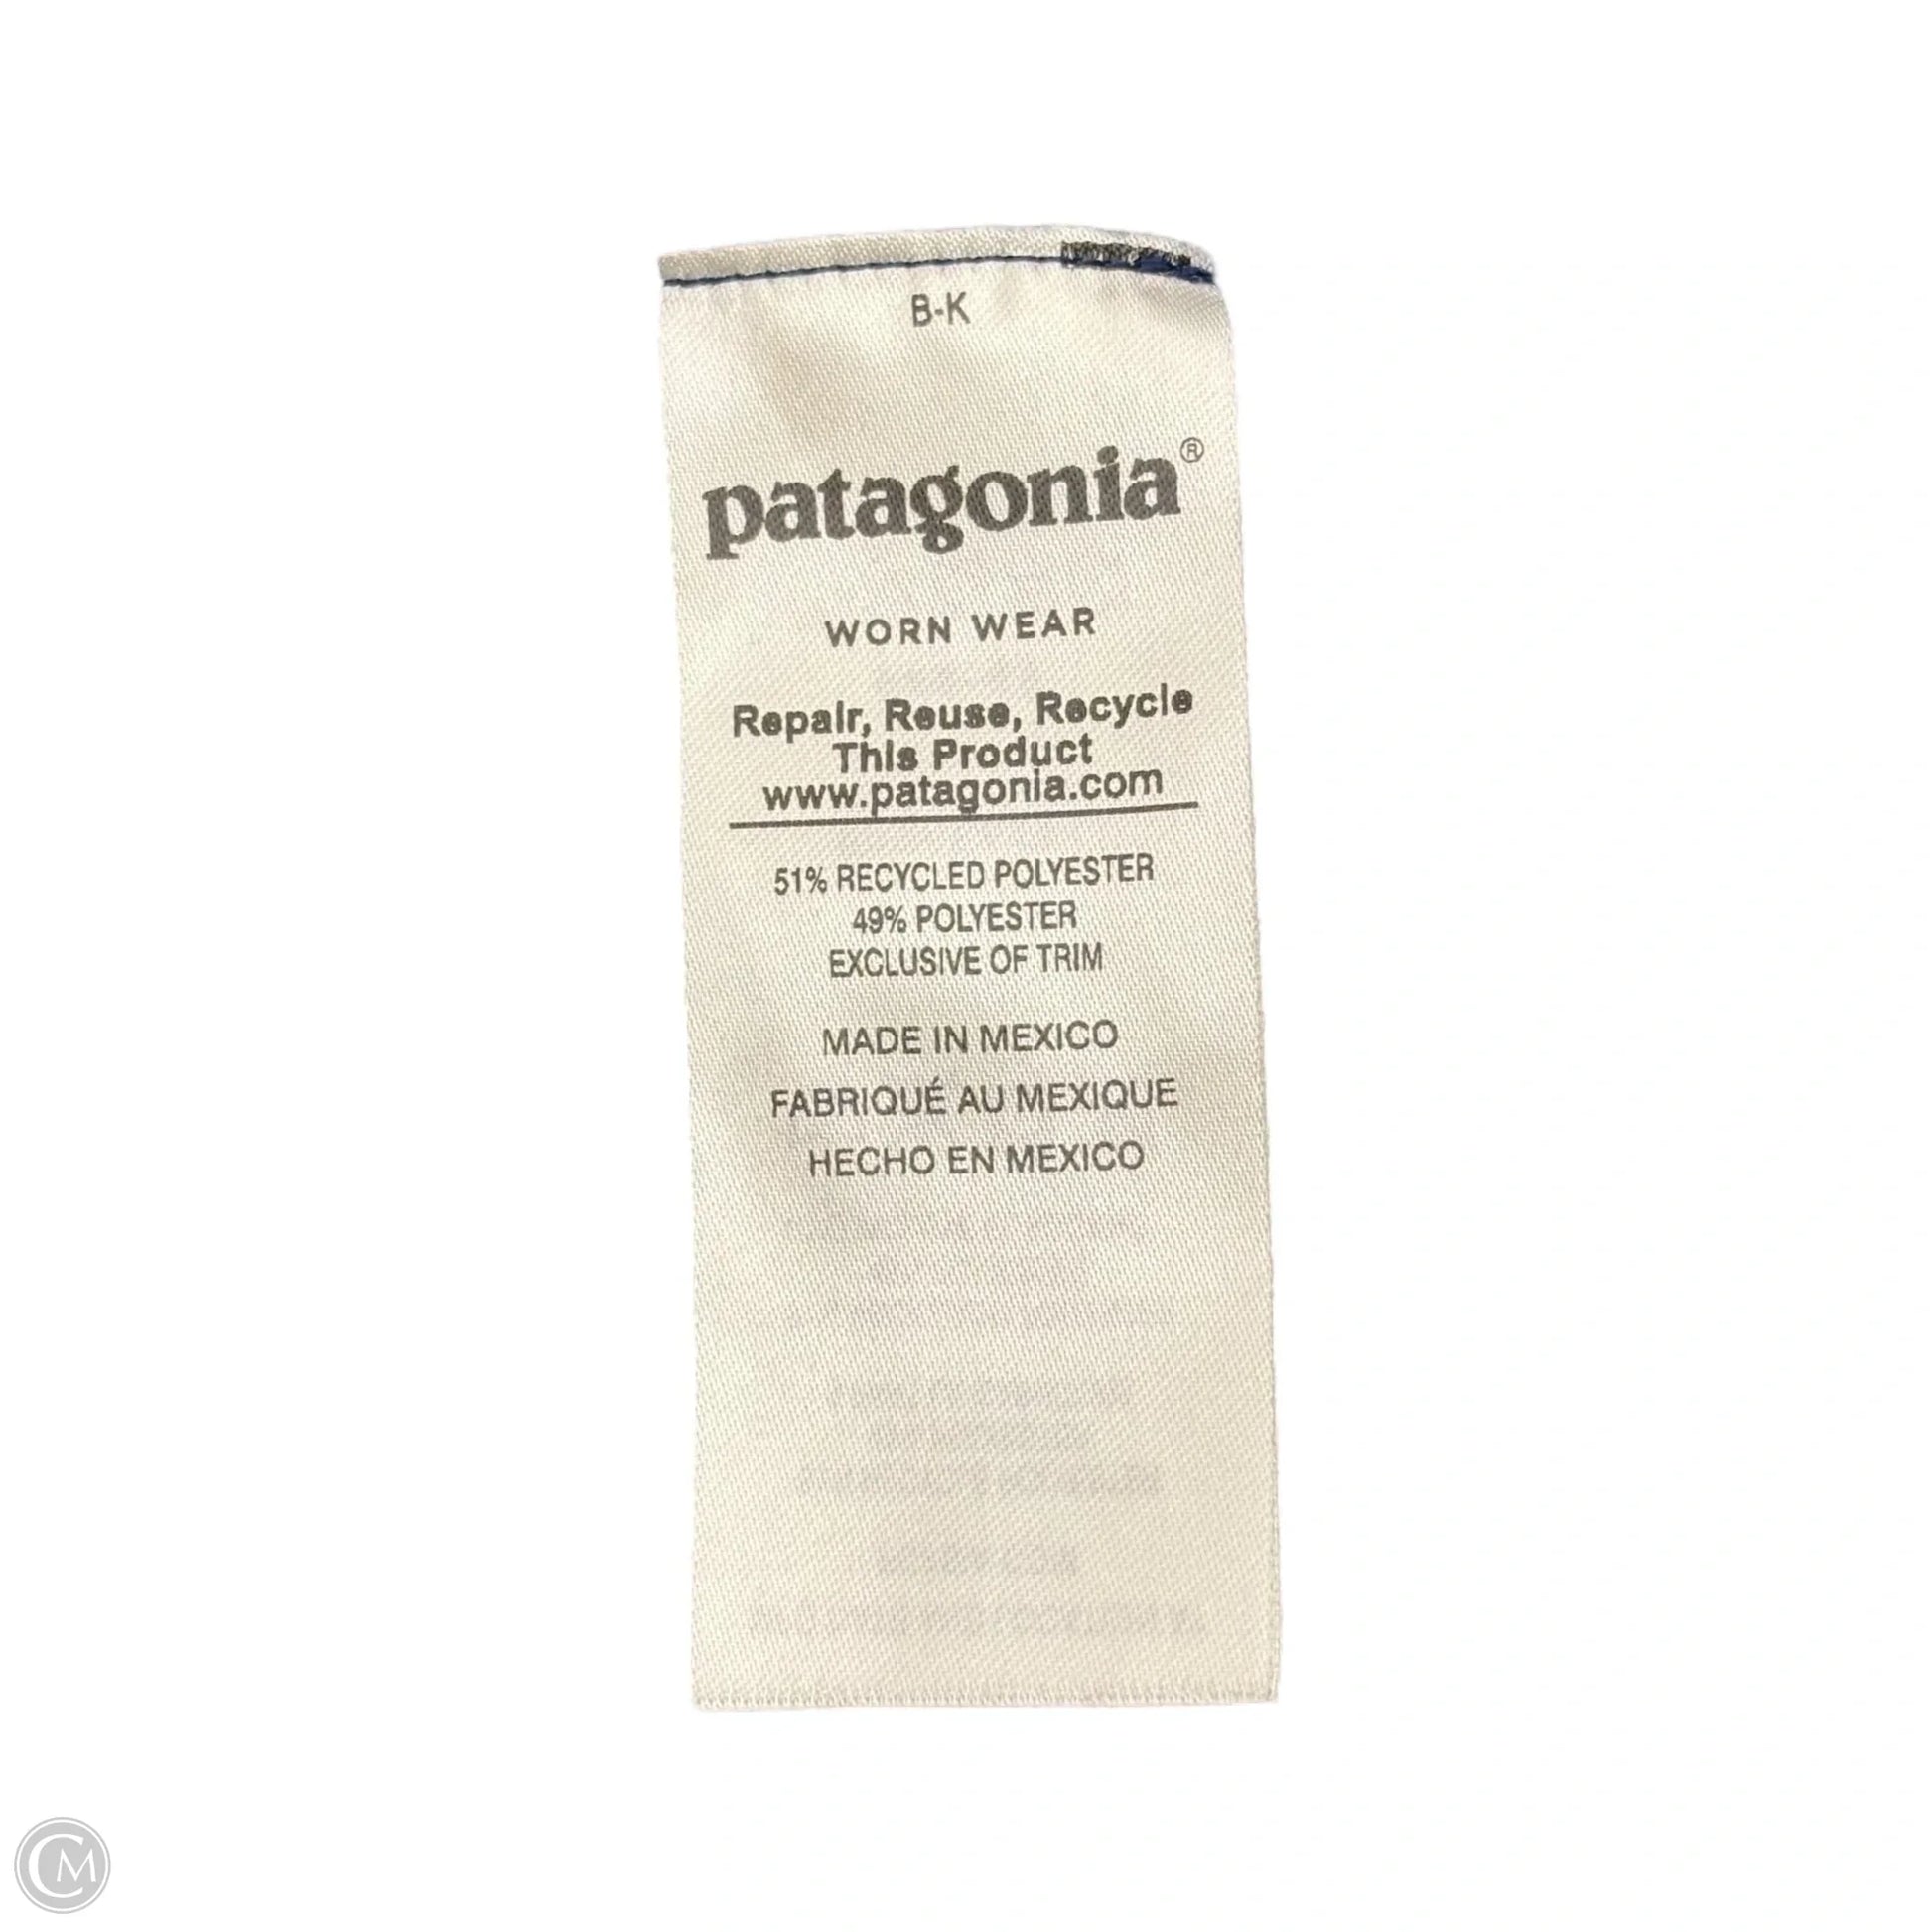 B-K
patagonia®
WORN WEAR
Repair, Reuse, Recycle
This Product
www.patagonia.com
51% RECYCLED POLYESTER
49% POLYESTER
EXCLUSIVE OF TRIM
MADE IN MEXICO
FABRIQUÉ AU MEXIQUE
HECHO EN MEXICO
CM